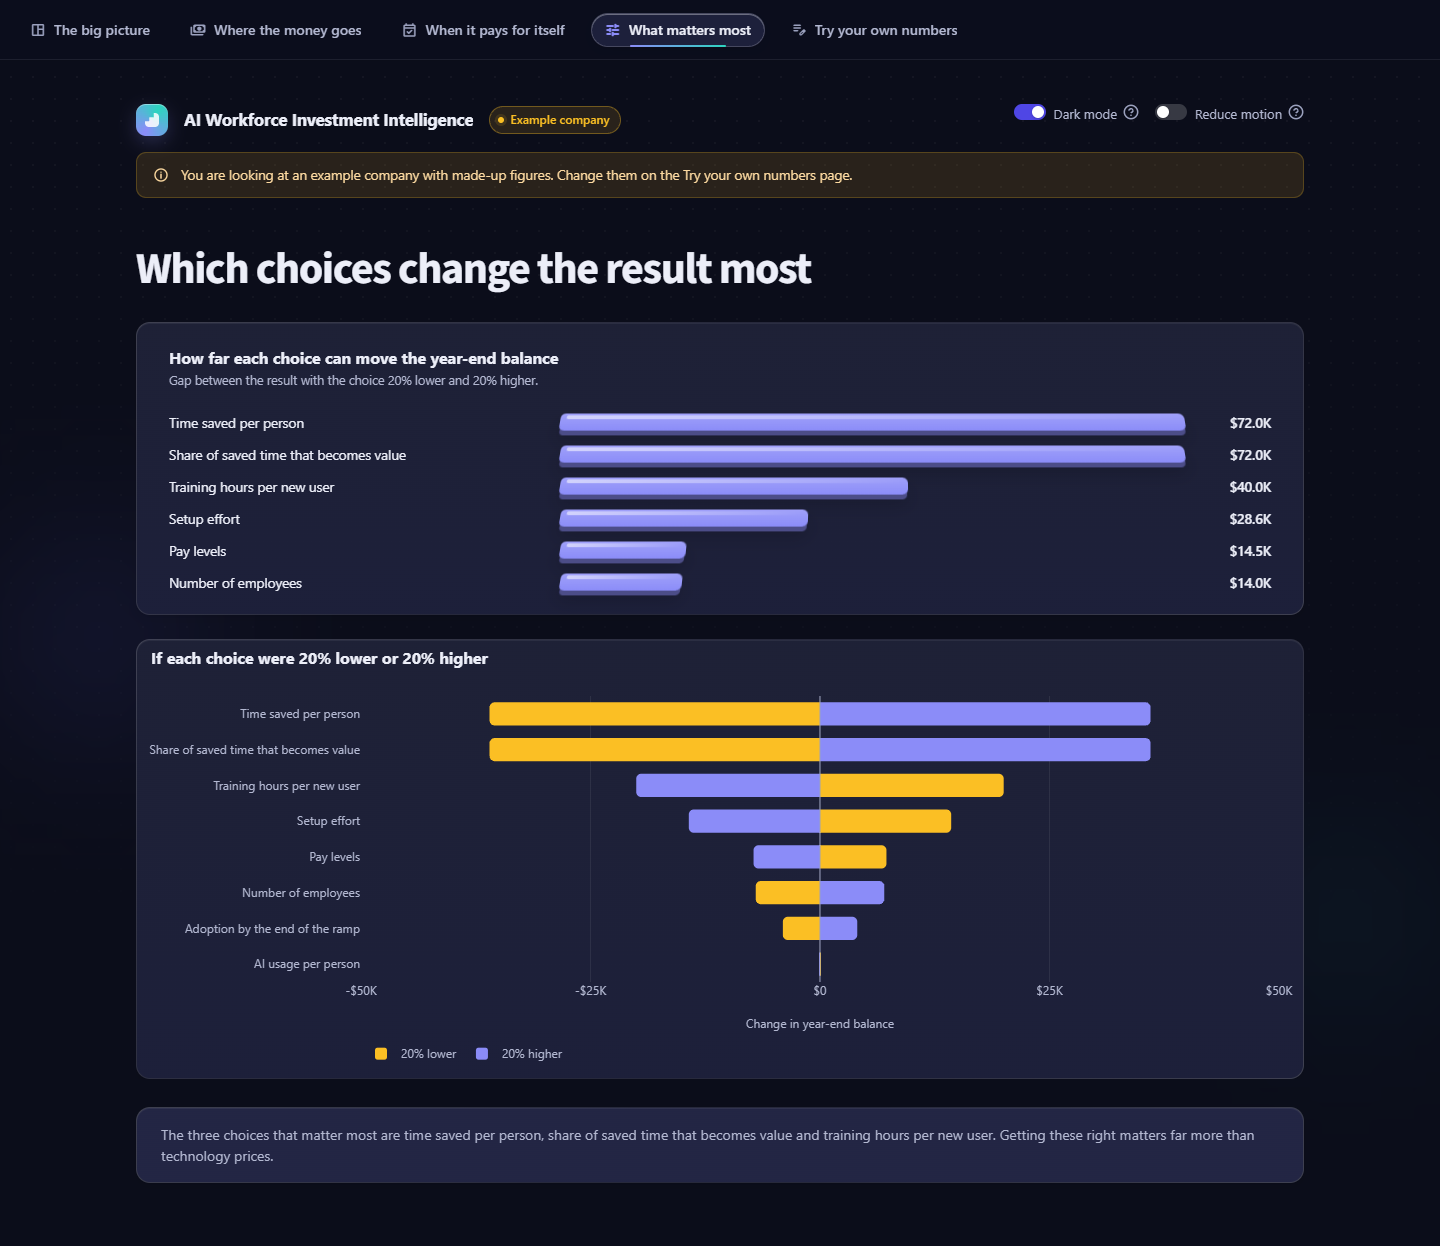 The big picture
Where the money goes
When it pays for itself
What matters most
Try your own numbers
AI Workforce Investment Intelligence
Example company
Dark mode
Reduce motion
You are looking at an example company with made-up figures. Change them on the Try your own numbers page.
Which choices change the result most
How far each choice can move the year-end balance
Gap between the result with the choice 20% lower and 20% higher.
Time saved per person $72.0K
Share of saved time that becomes value $72.0K
Training hours per new user $40.0K
Setup effort $28.6K
Pay levels $14.5K
Number of employees $14.0K
If each choice were 20% lower or 20% higher
Time saved per person
Share of saved time that becomes value
Training hours per new user
Setup effort
Pay levels
Number of employees
Adoption by the end of the ramp
AI usage per person
-$50K -$25K $0 $25K $50K
Change in year-end balance
20% lower 20% higher
The three choices that matter most are time saved per person, share of saved time that becomes value and training hours per new user. Getting these right matters far more than
technology prices.